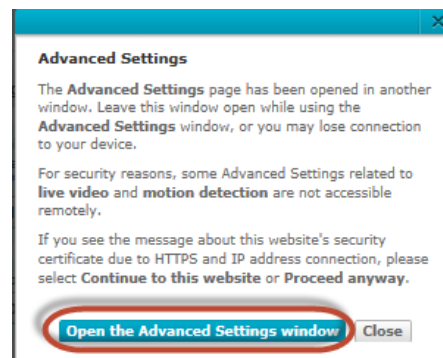 Advanced Settings
The Advanced Settings page has been opened in another
window. Leave this window open while using the
Advanced Settings window, or you may lose connection
to your device.
For security reasons, some Advanced Settings related to
live video and motion detection are not accessible
remotely.
If you see the message about this website's security
certificate due to HTTPS and IP address connection, please
select Continue to this website or Proceed anyway.
Open the Advanced Settings window Close